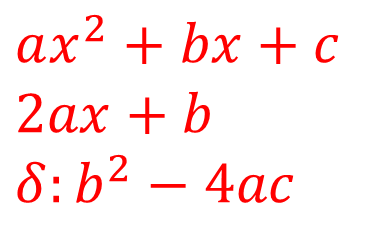 ax² + bx + c
2ax + b
δ: b² − 4ac